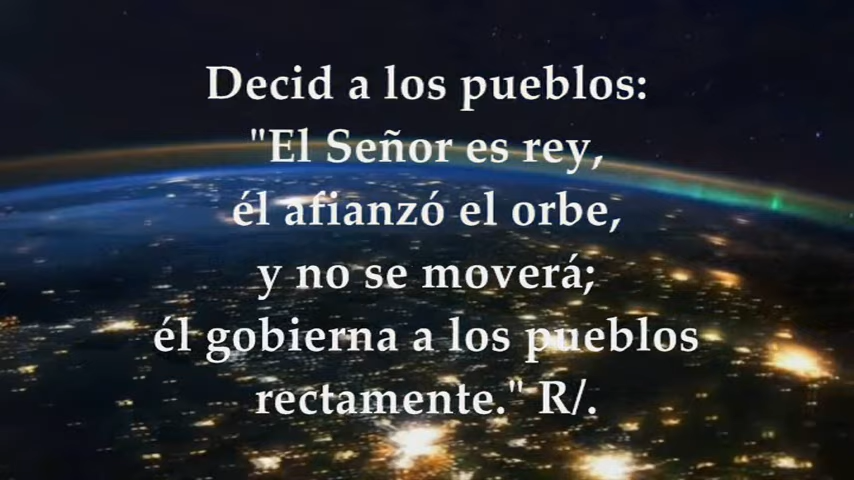 Decid a los pueblos:
"El Señor es rey,
él afianzó el orbe,
y no se moverá;
él gobierna a los pueblos
rectamente." R/.